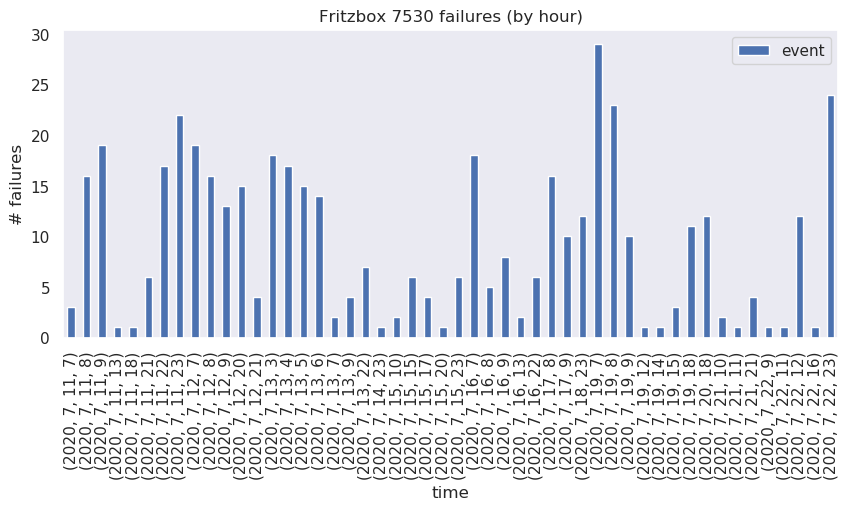 Fritzbox 7530 failures (by hour)
event
# failures
30
25
20
15
10
5
0
(2020, 7, 11, 7)
(2020, 7, 11, 8)
(2020, 7, 11, 9)
(2020, 7, 11, 13)
(2020, 7, 11, 18)
(2020, 7, 11, 21)
(2020, 7, 11, 22)
(2020, 7, 11, 23)
(2020, 7, 12, 7)
(2020, 7, 12, 8)
(2020, 7, 12, 9)
(2020, 7, 12, 20)
(2020, 7, 12, 21)
(2020, 7, 13, 3)
(2020, 7, 13, 4)
(2020, 7, 13, 5)
(2020, 7, 13, 6)
(2020, 7, 13, 7)
(2020, 7, 13, 9)
(2020, 7, 13, 22)
(2020, 7, 14, 23)
(2020, 7, 15, 10)
(2020, 7, 15, 15)
(2020, 7, 15, 17)
(2020, 7, 15, 20)
(2020, 7, 15, 23)
(2020, 7, 16, 7)
(2020, 7, 16, 8)
(2020, 7, 16, 9)
(2020, 7, 16, 13)
(2020, 7, 16, 22)
(2020, 7, 17, 8)
(2020, 7, 17, 9)
(2020, 7, 18, 23)
(2020, 7, 19, 7)
(2020, 7, 19, 8)
(2020, 7, 19, 9)
(2020, 7, 19, 12)
(2020, 7, 19, 14)
(2020, 7, 19, 15)
(2020, 7, 19, 18)
(2020, 7, 20, 18)
(2020, 7, 21, 10)
(2020, 7, 21, 11)
(2020, 7, 21, 21)
(2020, 7, 22, 9)
(2020, 7, 22, 11)
(2020, 7, 22, 12)
(2020, 7, 22, 16)
(2020, 7, 22, 23)
time